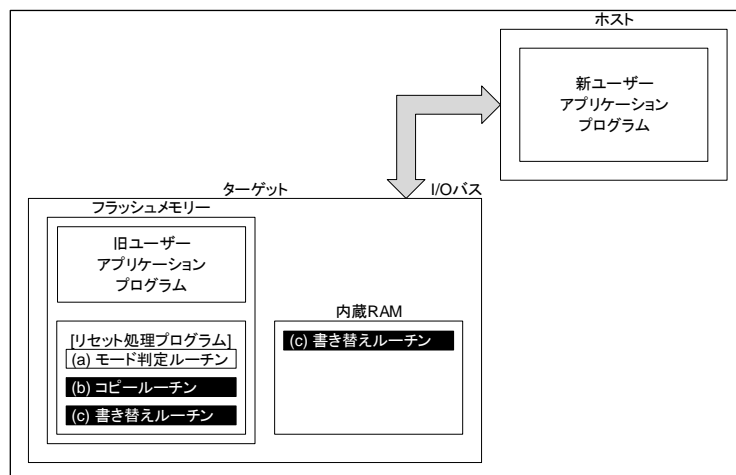 ホスト
新ユーザー
アプリケーション
プログラム
ターゲット
I/Oバス
フラッシュメモリー
旧ユーザー
アプリケーション
プログラム
内蔵RAM
[リセット処理プログラム]
(a) モード判定ルーチン
(b) コピールーチン
(c) 書き替えルーチン
(c) 書き替えルーチン